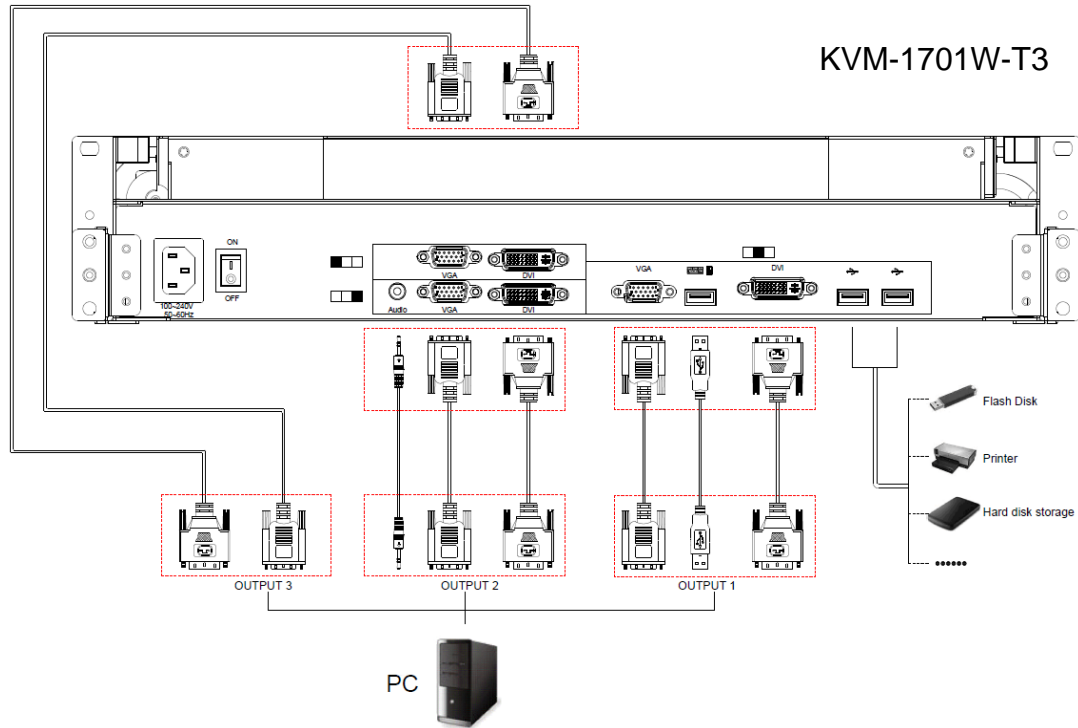 KVM-1701W-T3
ON
OFF
100~240V
50~60Hz
VGA
DVI
Audio
VGA
DVI
VGA
DVI
Flash Disk
Printer
Hard disk storage
OUTPUT 3
OUTPUT 2
OUTPUT 1
PC